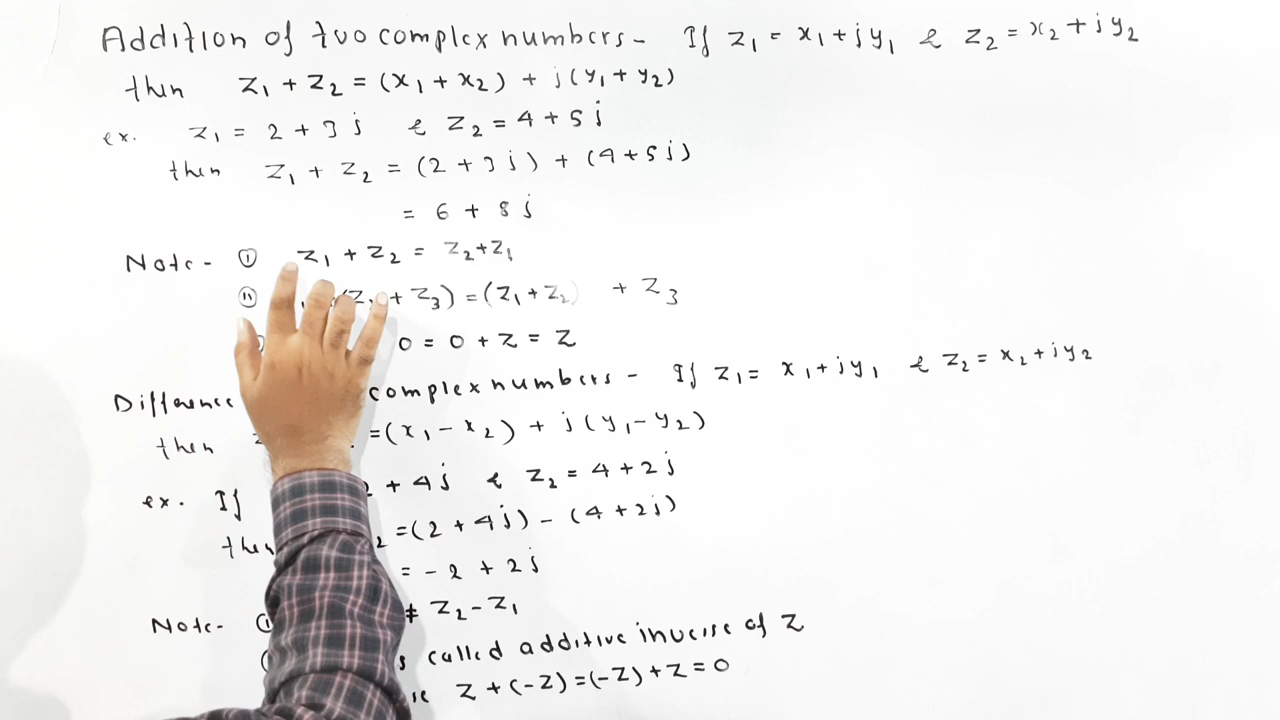 Addition of two complex numbers - If z₁ = x₁ + jy₁ & z₂ = x₂ + jy₂
then z₁ + z₂ = (x₁ + x₂) + j(y₁ + y₂)
ex. z₁ = 2 + 3j & z₂ = 4 + 5j
then z₁ + z₂ = (2 + 3j) + (4 + 5j)
= 6 + 8j
Note - (i) z₁ + z₂ = z₂ + z₁
(ii) + z₃) = (z₁ + z₂) + z₃
0 = 0 + z = z
Difference complex numbers - If z₁ = x₁ + jy₁ & z₂ = x₂ + jy₂
then = (x₁ - x₂) + j(y₁ - y₂)
ex. If 2 + 4j & z₂ = 4 + 2j
then ₂ = (2 + 4j) - (4 + 2j)
= -2 + 2j
Note - ≠ z₂ - z₁
called additive inverse of z
z + (-z) = (-z) + z = 0